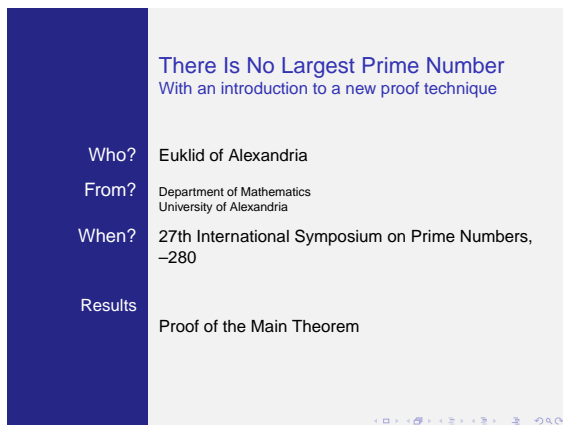 There Is No Largest Prime Number
With an introduction to a new proof technique
Who?
Euklid of Alexandria
From?
Department of Mathematics
University of Alexandria
When?
27th International Symposium on Prime Numbers,
–280
Results
Proof of the Main Theorem